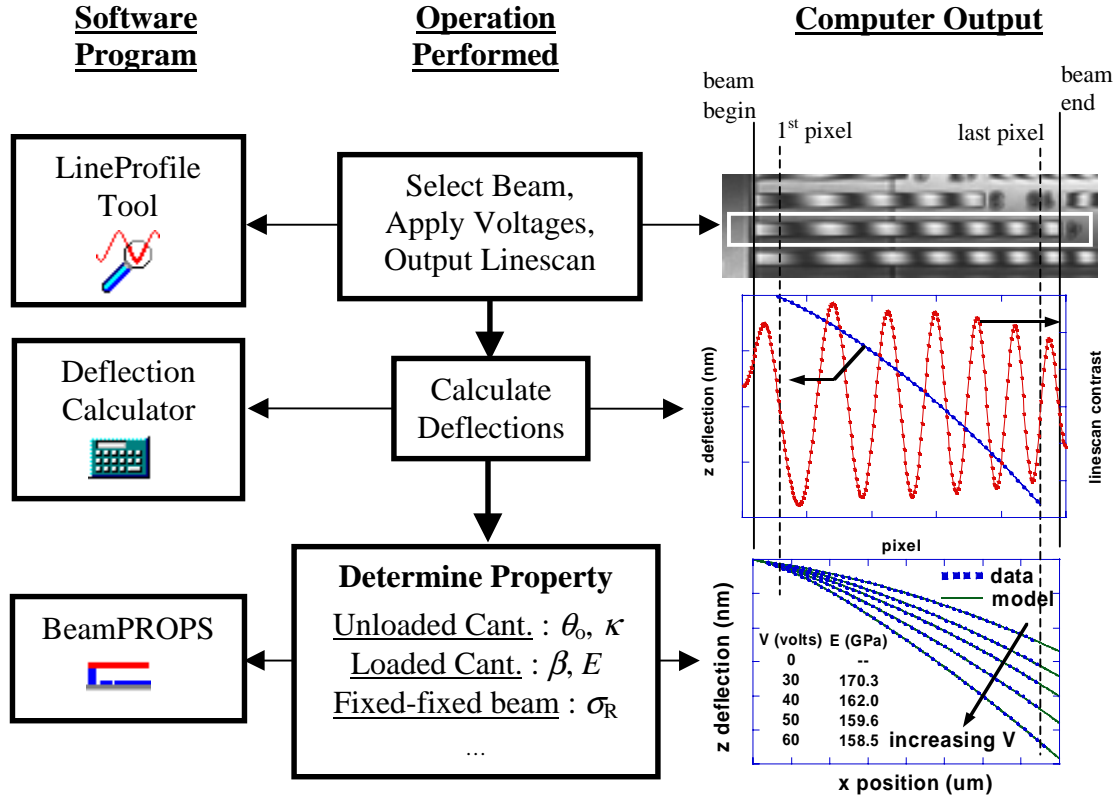 Software Program
Operation Performed
Computer Output
beam begin
beam end
1st pixel
last pixel
LineProfile Tool
Select Beam,
Apply Voltages,
Output Linescan
Deflection Calculator
Calculate Deflections
z deflection (nm)
linescan contrast
pixel
BeamPROPS
Determine Property
Unloaded Cant. : θo, κ
Loaded Cant. : β, E
Fixed-fixed beam : σR
...
data
model
V (volts) E (GPa)
0 --
30 170.3
40 162.0
50 159.6
60 158.5
increasing V
z deflection (nm)
x position (um)